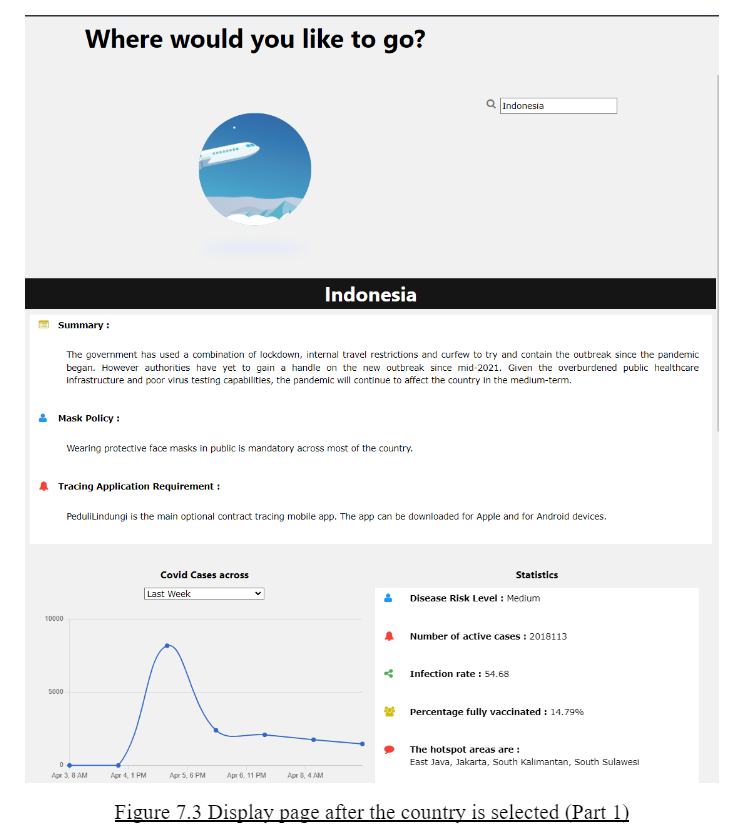 Where would you like to go?
Indonesia
Indonesia
Summary :
The government has used a combination of lockdown, internal travel restrictions and curfew to try and contain the outbreak since the pandemic
began. However authorities have yet to gain a handle on the new outbreak since mid-2021. Given the overburdened public healthcare
infrastructure and poor virus testing capabilities, the pandemic will continue to affect the country in the medium-term.
Mask Policy :
Wearing protective face masks in public is mandatory across most of the country.
Tracing Application Requirement :
PeduliLindungi is the main optional contract tracing mobile app. The app can be downloaded for Apple and for Android devices.
Covid Cases across
Last Week
10000
5000
0
Apr 3, 8 AM Apr 4, 1 PM Apr 5, 6 PM Apr 6, 11 PM Apr 8, 4 AM
Statistics
Disease Risk Level : Medium
Number of active cases : 2018113
Infection rate : 54.68
Percentage fully vaccinated : 14.79%
The hotspot areas are :
East Java, Jakarta, South Kalimantan, South Sulawesi
Figure 7.3 Display page after the country is selected (Part 1)